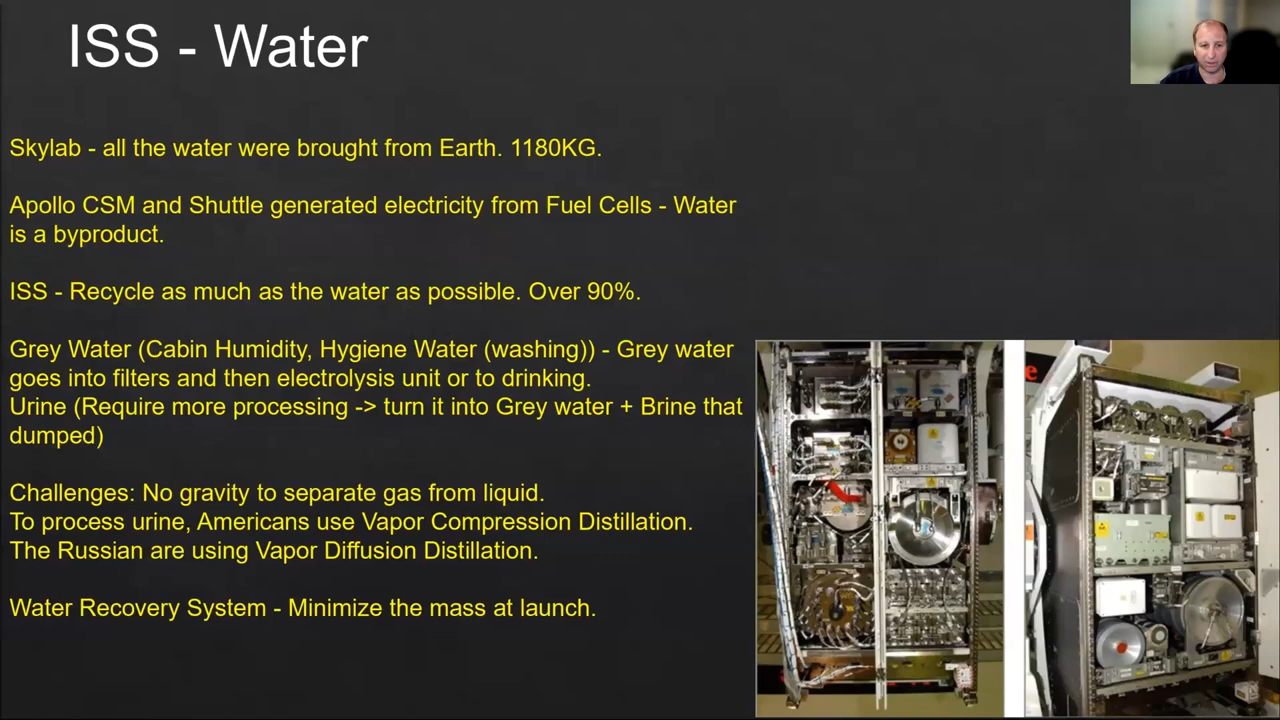 ISS - Water
Skylab - all the water were brought from Earth. 1180KG.
Apollo CSM and Shuttle generated electricity from Fuel Cells - Water
is a byproduct.
ISS - Recycle as much as the water as possible. Over 90%.
Grey Water (Cabin Humidity, Hygiene Water (washing)) - Grey water
goes into filters and then electrolysis unit or to drinking.
Urine (Require more processing -> turn it into Grey water + Brine that
dumped)
Challenges: No gravity to separate gas from liquid.
To process urine, Americans use Vapor Compression Distillation.
The Russian are using Vapor Diffusion Distillation.
Water Recovery System - Minimize the mass at launch.